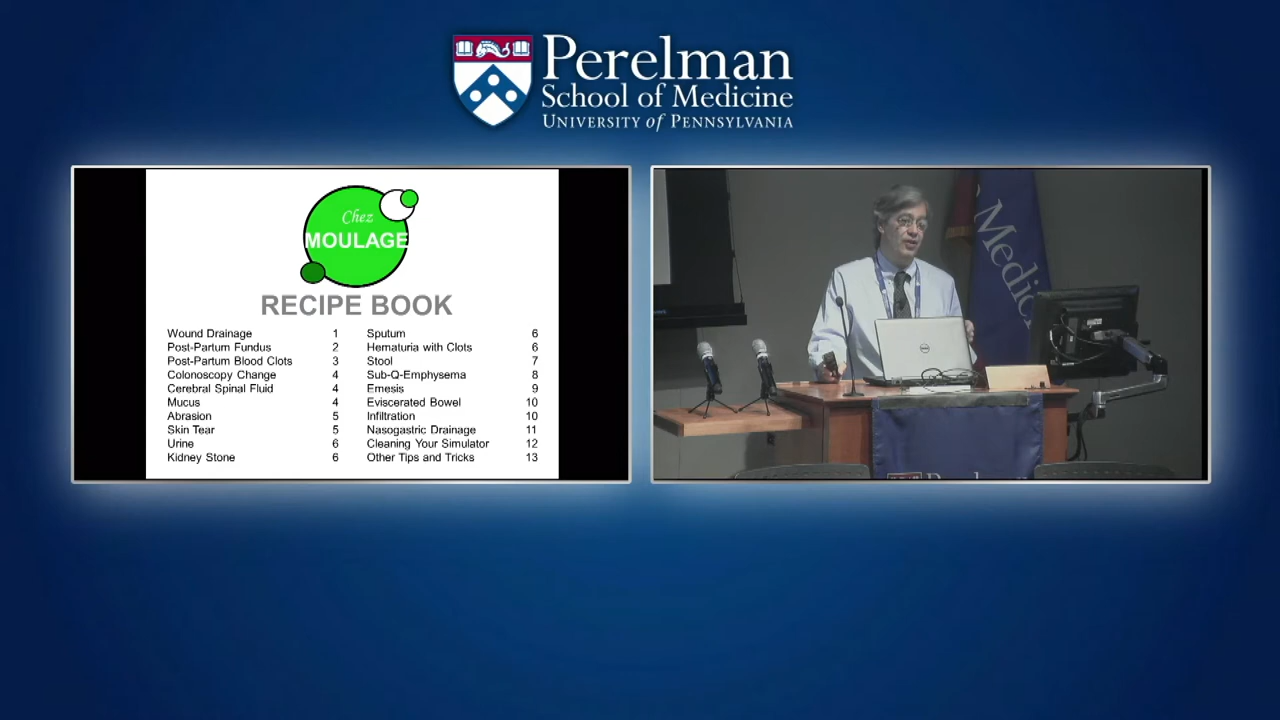 Perelman
School of Medicine
UNIVERSITY of PENNSYLVANIA
Chez
MOULAGE
RECIPE BOOK
Wound Drainage 1
Post-Partum Fundus 2
Post-Partum Blood Clots 3
Colonoscopy Change 4
Cerebral Spinal Fluid 4
Mucus 4
Abrasion 5
Skin Tear 5
Urine 6
Kidney Stone 6
Sputum 6
Hematuria with Clots 6
Stool 7
Sub-Q-Emphysema 8
Emesis 9
Eviscerated Bowel 10
Infiltration 10
Nasogastric Drainage 11
Cleaning Your Simulator 12
Other Tips and Tricks 13